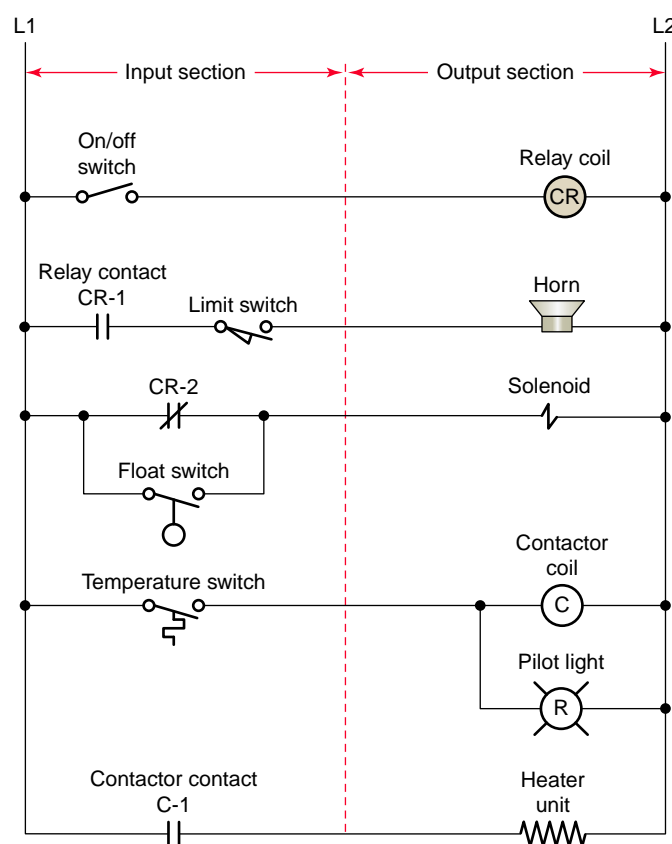 L1
L2
Input section
Output section
On/off
switch
Relay coil
CR
Relay contact
CR-1
Limit switch
Horn
CR-2
Solenoid
Float switch
Contactor
coil
Temperature switch
C
Pilot light
R
Contactor contact
C-1
Heater
unit